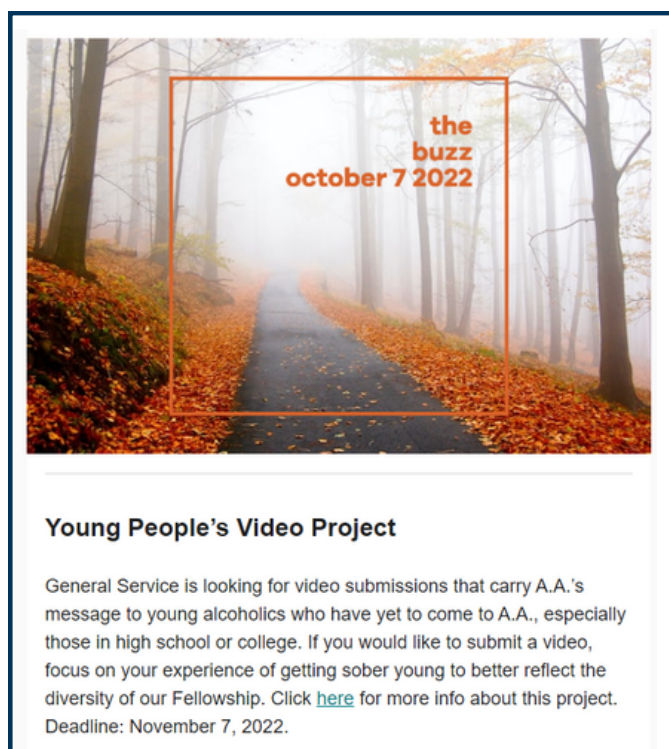 the
buzz
october 7 2022
Young People’s Video Project
General Service is looking for video submissions that carry A.A.’s
message to young alcoholics who have yet to come to A.A., especially
those in high school or college. If you would like to submit a video,
focus on your experience of getting sober young to better reflect the
diversity of our Fellowship. Click here for more info about this project.
Deadline: November 7, 2022.